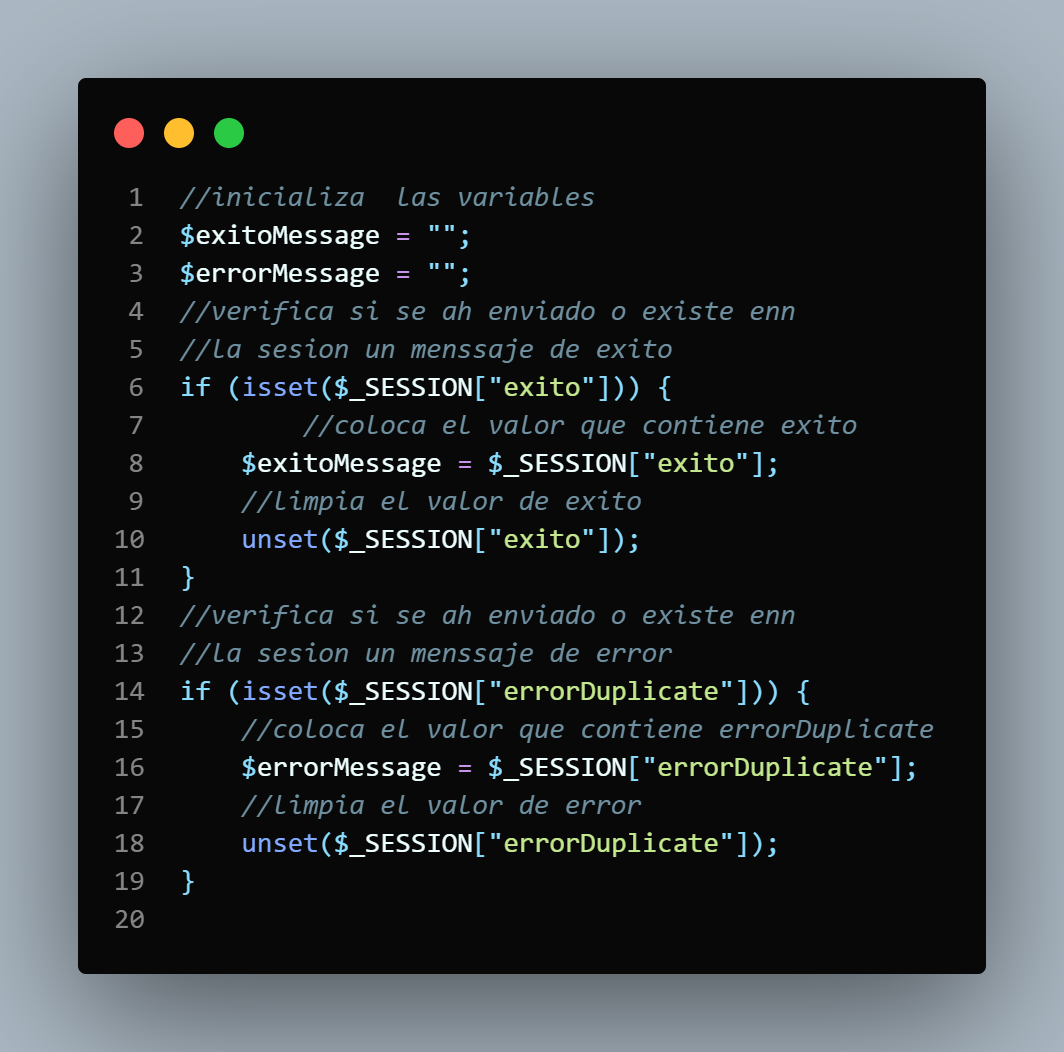 1 //inicializa  las variables
2 $exitoMessage = "";
3 $errorMessage = "";
4 //verifica si se ah enviado o existe enn
5 //la sesion un menssaje de exito
6 if (isset($_SESSION["exito"])) {
7         //coloca el valor que contiene exito
8     $exitoMessage = $_SESSION["exito"];
9     //limpia el valor de exito
10     unset($_SESSION["exito"]);
11 }
12 //verifica si se ah enviado o existe enn
13 //la sesion un menssaje de error
14 if (isset($_SESSION["errorDuplicate"])) {
15     //coloca el valor que contiene errorDuplicate
16     $errorMessage = $_SESSION["errorDuplicate"];
17     //limpia el valor de error
18     unset($_SESSION["errorDuplicate"]);
19 }
20